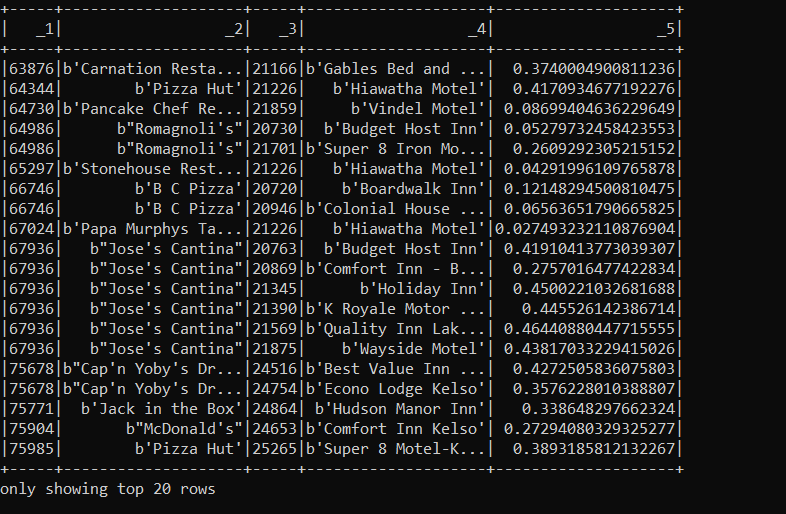 +-----+--------------------+-----+--------------------+--------------------+
|   _1|                  _2|   _3|                  _4|                  _5|
+-----+--------------------+-----+--------------------+--------------------+
|63876|b'Carnation Resta...|21166|b'Gables Bed and ...|  0.3740004900811236|
|64344|        b'Pizza Hut'|21226|   b'Hiawatha Motel'|  0.4170934677192276|
|64730|b'Pancake Chef Re...|21859|     b'Vindel Motel'| 0.08699404636229649|
|64986|       b"Romagnoli's"|20730|  b'Budget Host Inn'| 0.05279732458423553|
|64986|       b"Romagnoli's"|21701|b'Super 8 Iron Mo...|  0.2609292305215152|
|65297|b'Stonehouse Rest...|21226|   b'Hiawatha Motel'| 0.04291996109765878|
|66746|        b'B C Pizza'|20720|    b'Boardwalk Inn'| 0.12148294500810475|
|66746|        b'B C Pizza'|20946|b'Colonial House ...| 0.06563651790665825|
|67024|b'Papa Murphys Ta...|21226|   b'Hiawatha Motel'|0.027493232110876904|
|67936|   b"Jose's Cantina"|20763|  b'Budget Host Inn'| 0.41910413773039307|
|67936|   b"Jose's Cantina"|20869|b'Comfort Inn - B...|  0.2757016477422834|
|67936|   b"Jose's Cantina"|21345|      b'Holiday Inn'|  0.4500221032681688|
|67936|   b"Jose's Cantina"|21390|b'K Royale Motor ...|   0.445526142386714|
|67936|   b"Jose's Cantina"|21569|b'Quality Inn Lak...| 0.46440880447715555|
|67936|   b"Jose's Cantina"|21875|    b'Wayside Motel'| 0.43817033229415026|
|75678|b"Cap'n Yoby's Dr...|24516|b'Best Value Inn ...|  0.4272505836075803|
|75678|b"Cap'n Yoby's Dr...|24754|b'Econo Lodge Kelso'|  0.3576228010388807|
|75771|  b'Jack in the Box'|24864| b'Hudson Manor Inn'|   0.338648297662324|
|75904|       b"McDonald's"|24653|b'Comfort Inn Kelso'| 0.27294080329325277|
|75985|        b'Pizza Hut'|25265|b'Super 8 Motel-K...|  0.3893185812132267|
+-----+--------------------+-----+--------------------+--------------------+
only showing top 20 rows